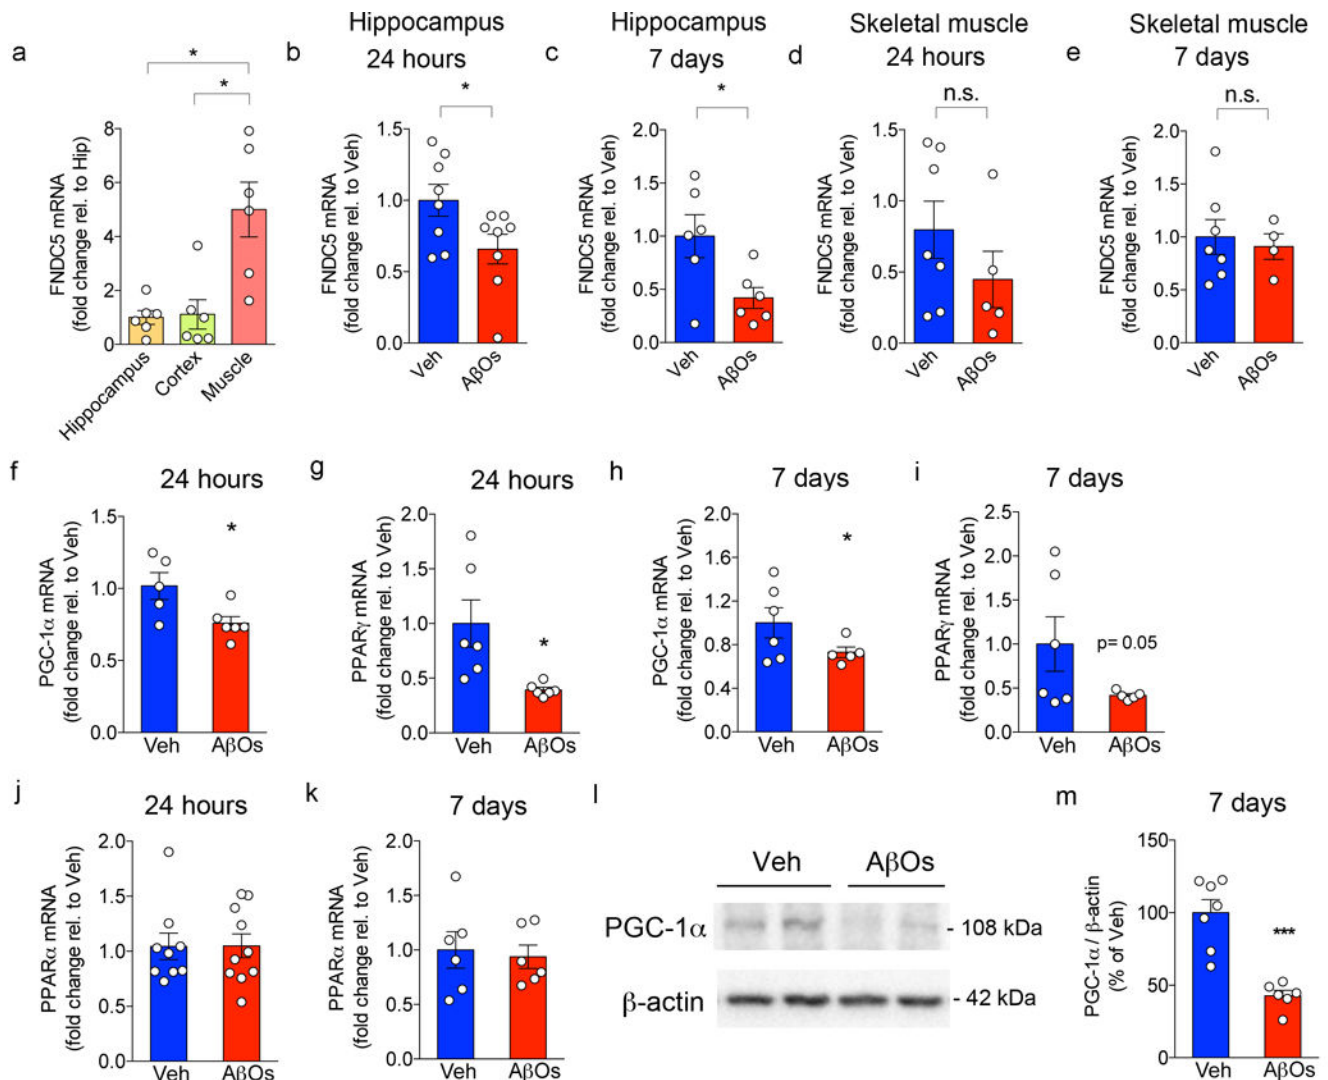 a
*
*
FNDC5 mRNA
(fold change rel. to Hip)
8
6
4
2
0
Hippocampus
Cortex
Muscle
b
Hippocampus
24 hours
*
FNDC5 mRNA
(fold change rel. to Veh)
1.5
1.0
0.5
0.0
Veh
AβOs
c
Hippocampus
7 days
*
FNDC5 mRNA
(fold change rel. to Veh)
2.0
1.5
1.0
0.5
0.0
Veh
AβOs
d
Skeletal muscle
24 hours
n.s.
FNDC5 mRNA
(fold change rel. to Veh)
1.5
1.0
0.5
0.0
Veh
AβOs
e
Skeletal muscle
7 days
n.s.
FNDC5 mRNA
(fold change rel. to Veh)
2.0
1.5
1.0
0.5
0.0
Veh
AβOs
f
24 hours
*
PGC-1α mRNA
(fold change rel. to Veh)
1.5
1.0
0.5
0.0
Veh
AβOs
g
24 hours
*
PPARγ mRNA
(fold change rel. to Veh)
2.0
1.5
1.0
0.5
0.0
Veh
AβOs
h
7 days
*
PGC-1α mRNA
(fold change rel. to Veh)
2.0
1.6
1.2
0.8
0.4
0.0
Veh
AβOs
i
7 days
p= 0.05
PPARγ mRNA
(fold change rel. to Veh)
2.5
2.0
1.5
1.0
0.5
0.0
Veh
AβOs
j
24 hours
PPARα mRNA
(fold change rel. to Veh)
2.0
1.5
1.0
0.5
0.0
Veh
AβOs
k
7 days
PPARα mRNA
(fold change rel. to Veh)
2.0
1.5
1.0
0.5
0.0
Veh
AβOs
l
Veh AβOs
PGC-1α - 108 kDa
β-actin - 42 kDa
m
7 days
***
PGC-1α / β-actin
(% of Veh)
150
100
50
0
Veh
AβOs